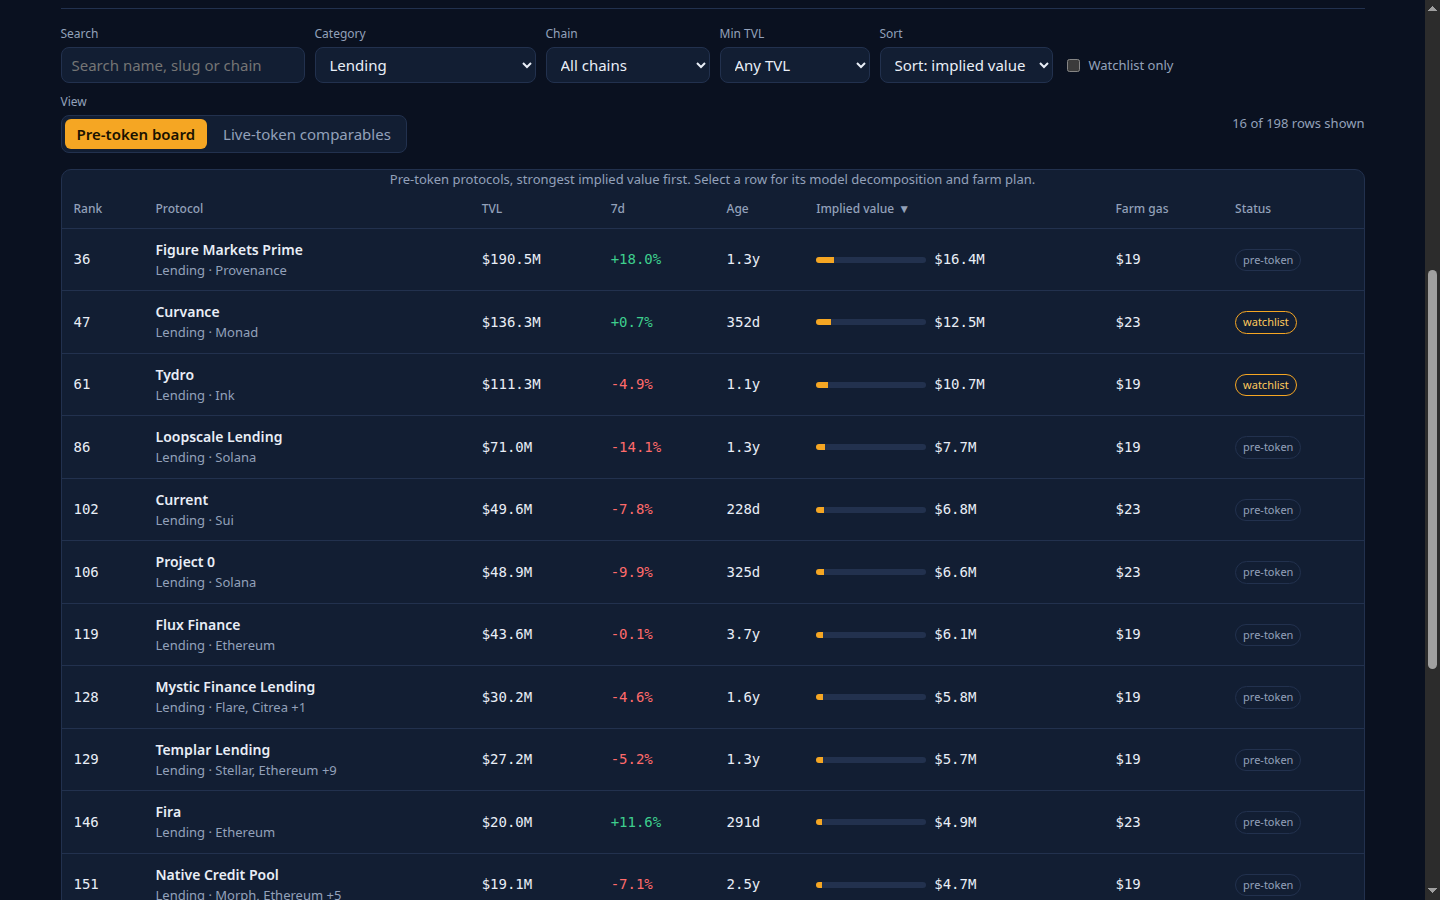 Search Category Chain Min TVL Sort
Search name, slug or chain Lending All chains Any TVL Sort: implied value Watchlist only
View
Pre-token board Live-token comparables 16 of 198 rows shown
Pre-token protocols, strongest implied value first. Select a row for its model decomposition and farm plan.
Rank Protocol TVL 7d Age Implied value ▼ Farm gas Status
36 Figure Markets Prime $190.5M +18.0% 1.3y $16.4M $19 pre-token
Lending · Provenance
47 Curvance $136.3M +0.7% 352d $12.5M $23 watchlist
Lending · Monad
61 Tydro $111.3M -4.9% 1.1y $10.7M $19 watchlist
Lending · Ink
86 Loopscale Lending $71.0M -14.1% 1.3y $7.7M $19 pre-token
Lending · Solana
102 Current $49.6M -7.8% 228d $6.8M $23 pre-token
Lending · Sui
106 Project 0 $48.9M -9.9% 325d $6.6M $23 pre-token
Lending · Solana
119 Flux Finance $43.6M -0.1% 3.7y $6.1M $19 pre-token
Lending · Ethereum
128 Mystic Finance Lending $30.2M -4.6% 1.6y $5.8M $19 pre-token
Lending · Flare, Citrea +1
129 Templar Lending $27.2M -5.2% 1.3y $5.7M $19 pre-token
Lending · Stellar, Ethereum +9
146 Fira $20.0M +11.6% 291d $4.9M $23 pre-token
Lending · Ethereum
151 Native Credit Pool $19.1M -7.1% 2.5y $4.7M $19 pre-token
Lending · Morph, Ethereum +5